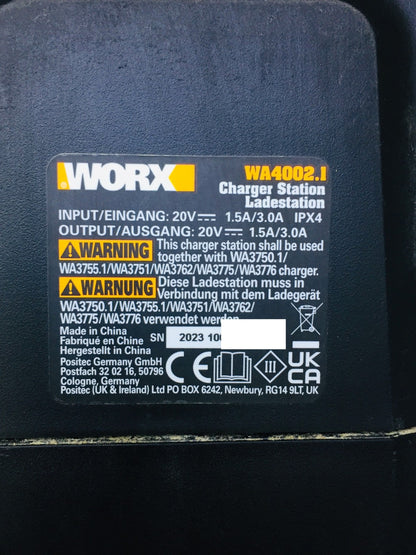 WORX
WA4002.1
Charger Station
Ladestation
INPUT/EINGANG: 20V⎓ 1.5A/3.0A IPX4
OUTPUT/AUSGANG: 20V⎓ 1.5A/3.0A
WARNING This charger station shall be used
together with WA3750.1/
WA3755.1/WA3751/WA3762/WA3775/WA3776 charger.
WARNUNG Diese Ladestation muss in
Verbindung mit dem Ladegerät
WA3750.1/ WA3755.1/WA3751/WA3762/
WA3775/WA3776 verwendet werden.
Made in China
Fabriqué en Chine SN 2023 10
Hergestellt in China
Positec Germany GmbH
Postfach 32 02 16, 50796
Cologne, Germany
Positec (UK & Ireland) Ltd PO BOX 6242, Newbury, RG14 9LT, UK
CE III UK
CA